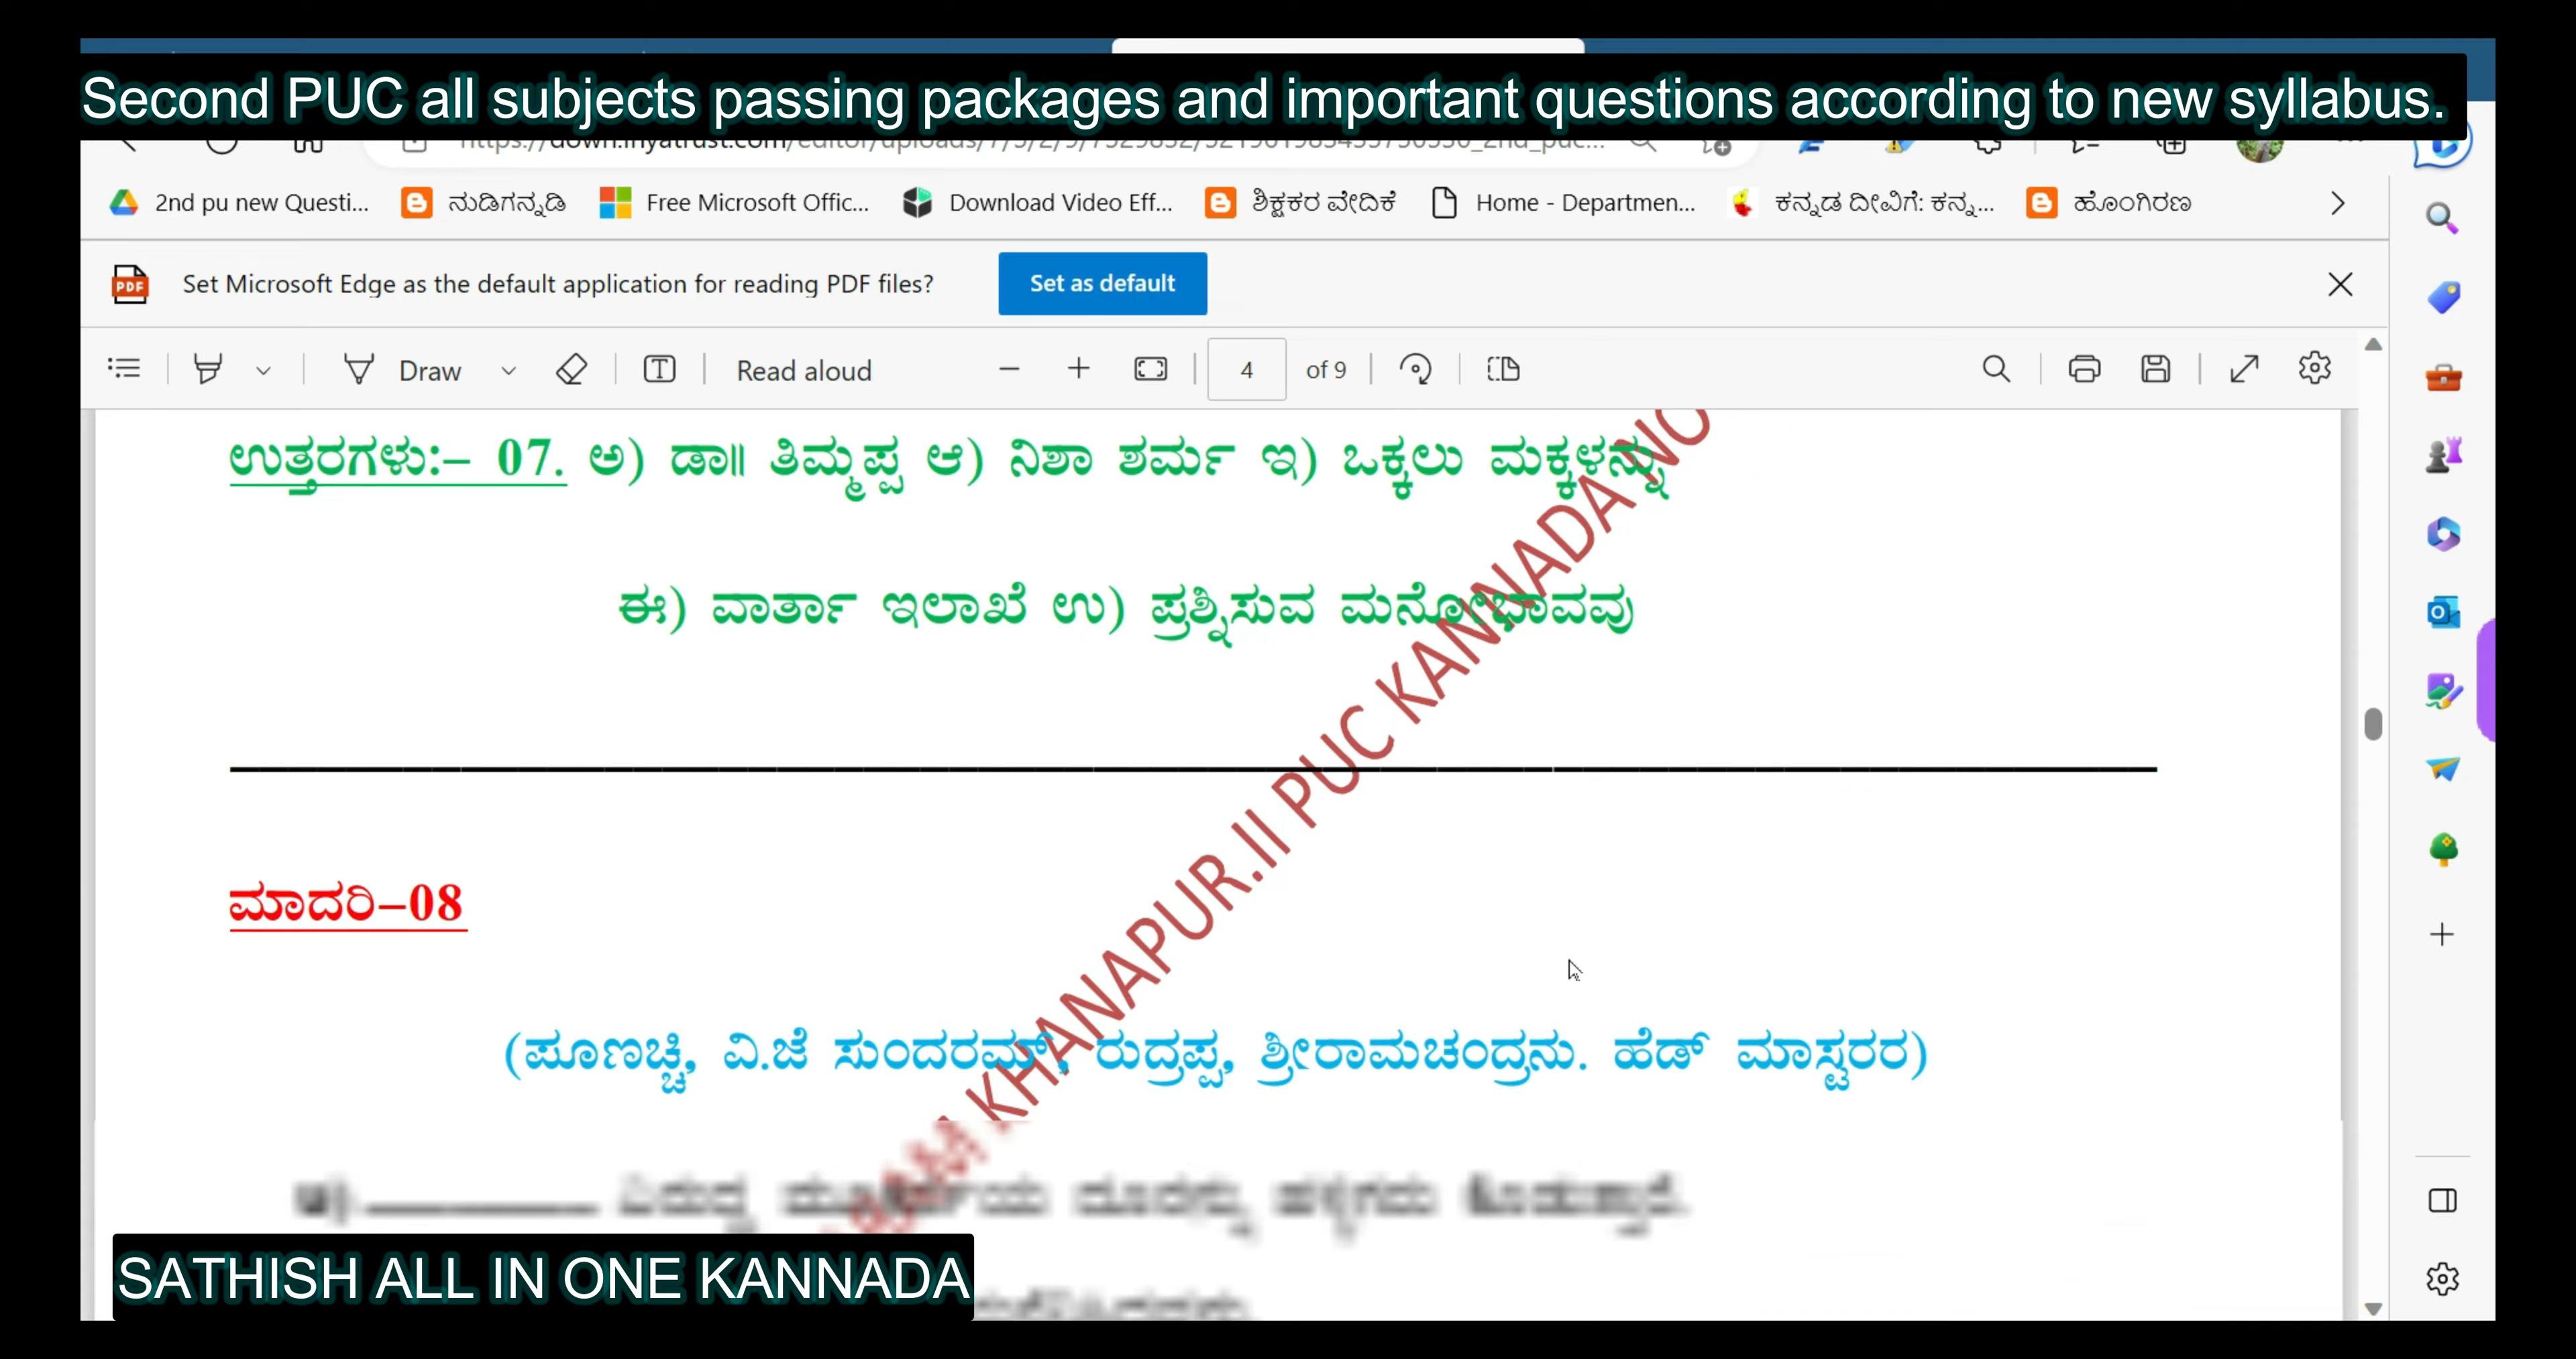 Second PUC all subjects passing packages and important questions according to new syllabus.
2nd pu new Questi... ನುಡಿಗನ್ನಡಿ Free Microsoft Offic... Download Video Eff... ಶಿಕ್ಷಕರ ವೇದಿಕೆ Home - Departmen... ಕನ್ನಡ ದೀವಿಗೆ: ಕನ್ನ... ಹೊಂಗಿರಣ
PDF Set Microsoft Edge as the default application for reading PDF files? Set as default
Draw Read aloud 4 of 9
ಉತ್ತರಗಳು:– 07. ಅ) ಡಾ॥ ತಿಮ್ಮಪ್ಪ ಆ) ನಿಶಾ ಶರ್ಮ ಇ) ಒಕ್ಕಲು ಮಕ್ಕಳನ್ನು
ಈ) ವಾರ್ತಾ ಇಲಾಖೆ ಉ) ಪ್ರಶ್ನಿಸುವ ಮನೋಭಾವವು
KHANAPUR.II PUC KANNADA NO
ಮಾದರಿ–08
(ಪೂಣಚ್ಚಿ, ವಿ.ಜೆ ಸುಂದರಮ್, ರುದ್ರಪ್ಪ, ಶ್ರೀರಾಮಚಂದ್ರನು. ಹೆಡ್ ಮಾಸ್ಟರರ)
SATHISH ALL IN ONE KANNADA